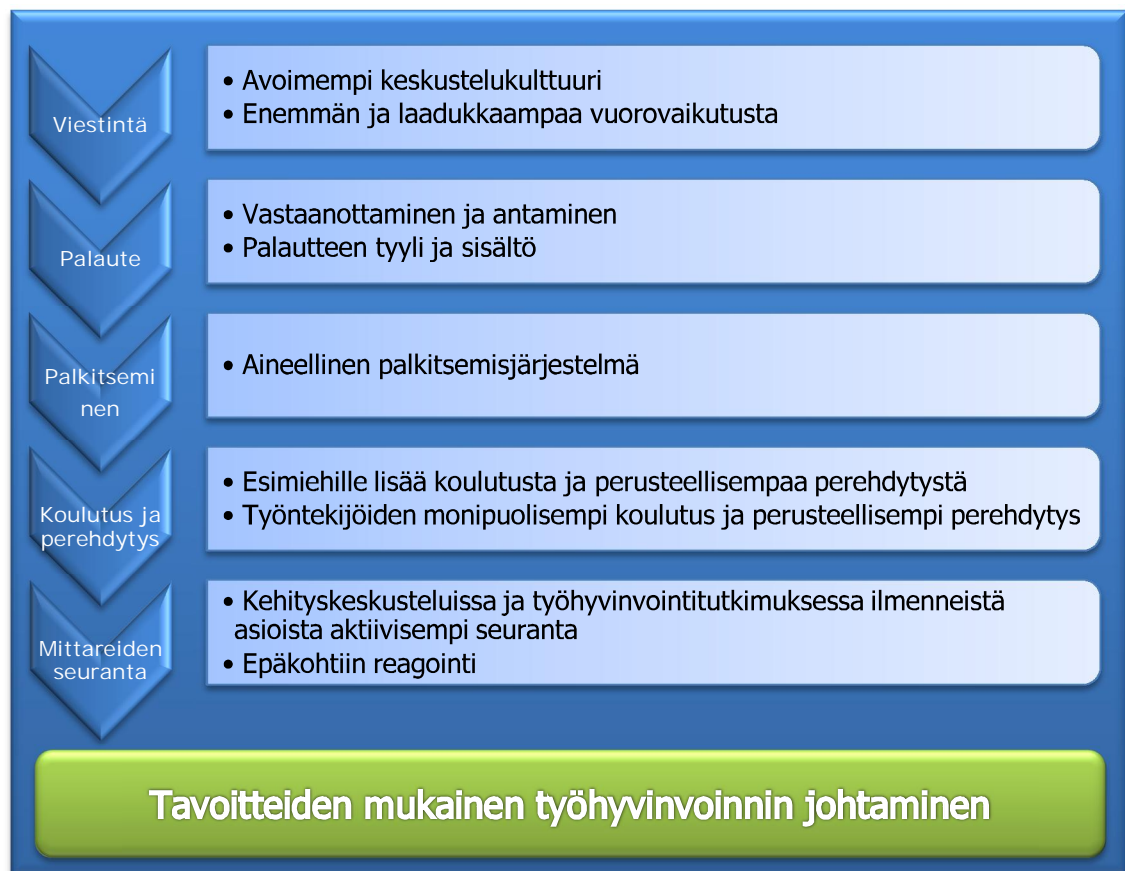 Viestintä
• Avoimempi keskustelukulttuuri
• Enemmän ja laadukkaampaa vuorovaikutusta
Palaute
• Vastaanottaminen ja antaminen
• Palautteen tyyli ja sisältö
Palkitsemi
nen
• Aineellinen palkitsemisjärjestelmä
Koulutus ja
perehdytys
• Esimiehille lisää koulutusta ja perusteellisempaa perehdytystä
• Työntekijöiden monipuolisempi koulutus ja perusteellisempi perehdytys
Mittareiden
seuranta
• Kehityskeskusteluissa ja työhyvinvointitutkimuksessa ilmenneistä
asioista aktiivisempi seuranta
• Epäkohtiin reagointi
Tavoitteiden mukainen työhyvinvoinnin johtaminen